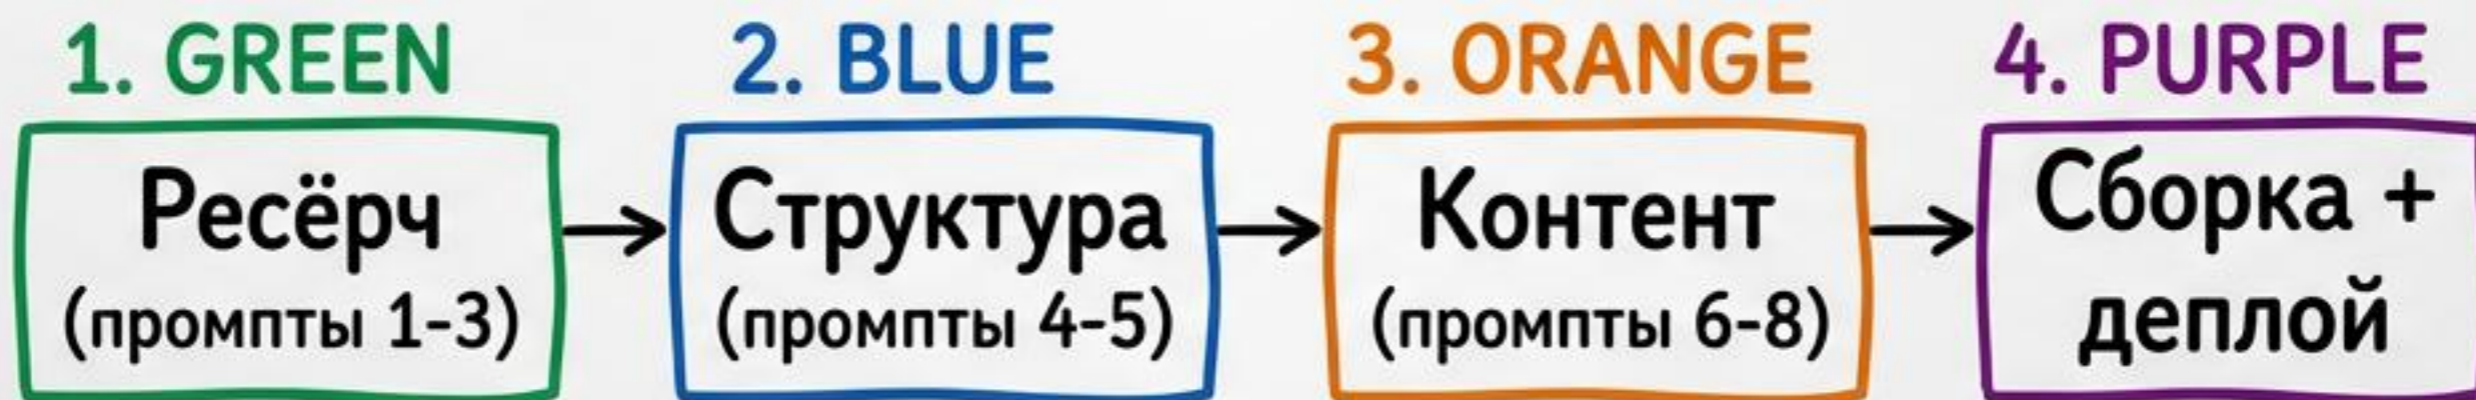 1. GREEN
Ресёрч
(промпты 1-3)
2. BLUE
Структура
(промпты 4-5)
3. ORANGE
Контент
(промпты 6-8)
4. PURPLE
Сборка +
деплой